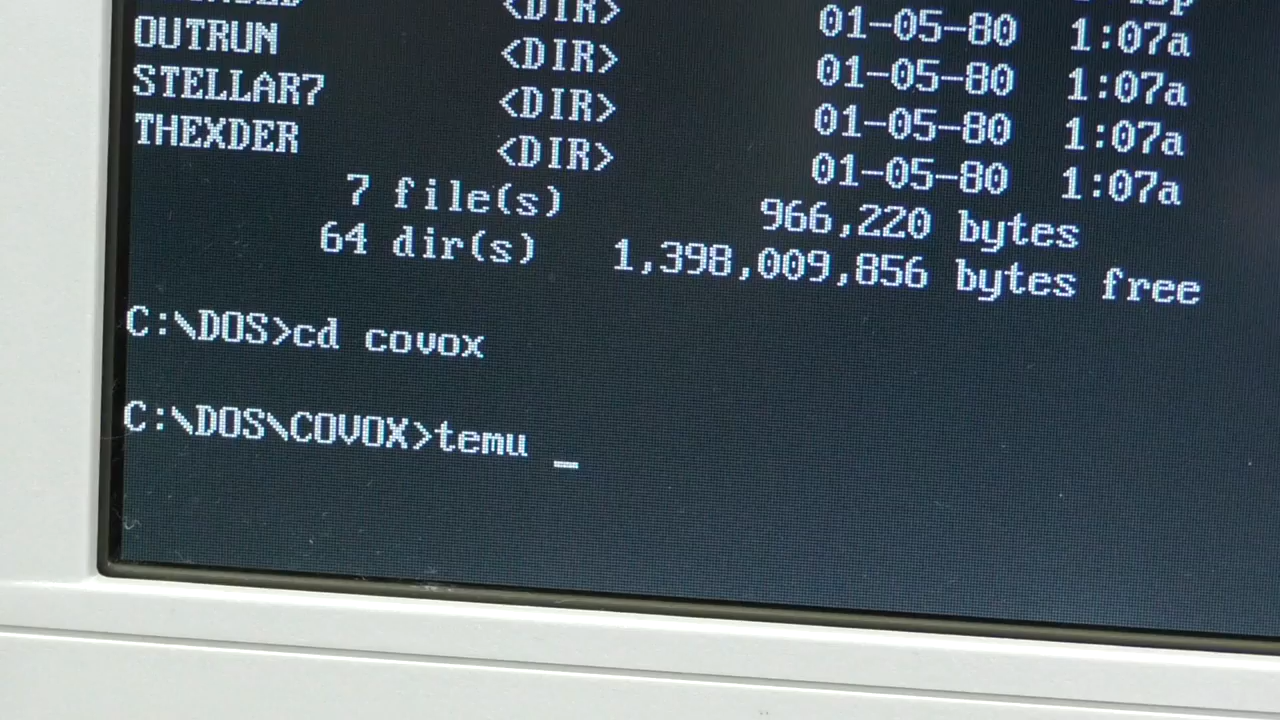 <DIR> 01-05-80 1:07a
OUTRUN <DIR> 01-05-80 1:07a
STELLAR7 <DIR> 01-05-80 1:07a
THEXDER <DIR> 01-05-80 1:07a
7 file(s) 966,220 bytes
64 dir(s) 1,398,009,856 bytes free
C:\DOS>cd covox
C:\DOS\COVOX>temu _